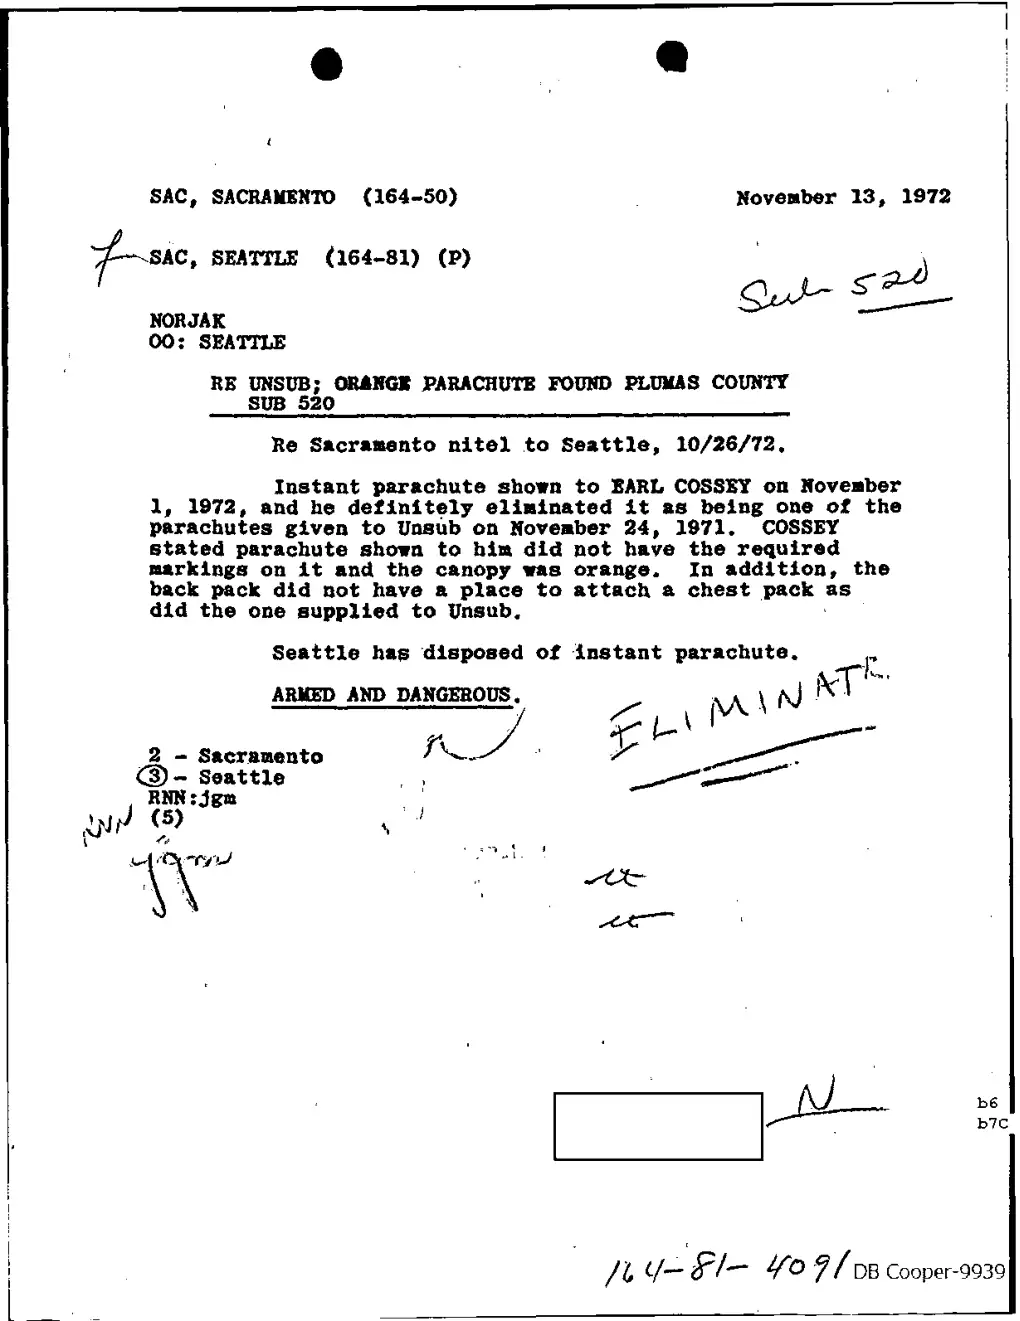 SAC, SACRAMENTO (164-50) November 13, 1972
SAC, SEATTLE (164-81) (P)
Sub 520
NORJAK
OO: SEATTLE
RE UNSUB; ORANGE PARACHUTE FOUND PLUMAS COUNTY
SUB 520
Re Sacramento nitel to Seattle, 10/26/72.
Instant parachute shown to EARL COSSEY on November
1, 1972, and he definitely eliminated it as being one of the
parachutes given to Unsub on November 24, 1971. COSSEY
stated parachute shown to him did not have the required
markings on it and the canopy was orange. In addition, the
back pack did not have a place to attach a chest pack as
did the one supplied to Unsub.
Seattle has disposed of instant parachute.
ARMED AND DANGEROUS.
ELIMINATE
2 - Sacramento
3 - Seattle
RNN:jgm
(5)
jgm
N
b6
b7C
164-81-4091 DB Cooper-9939